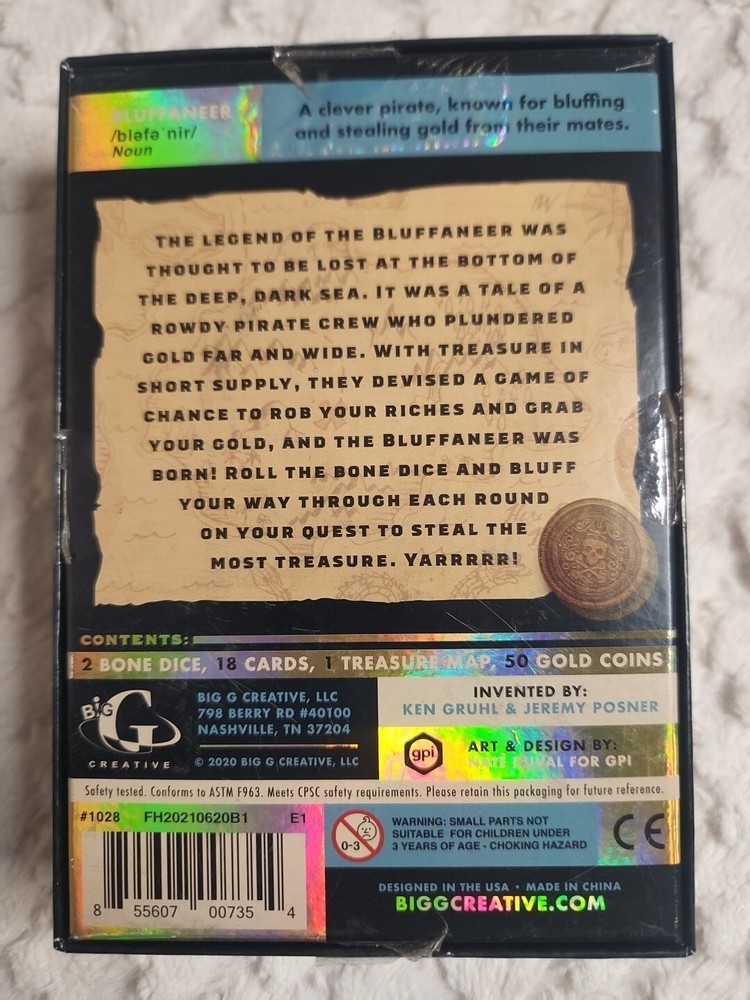 BLUFFANEER
/bləfəˈnir/
Noun
A clever pirate, known for bluffing
and stealing gold from their mates.
THE LEGEND OF THE BLUFFANEER WAS
THOUGHT TO BE LOST AT THE BOTTOM OF
THE DEEP, DARK SEA. IT WAS A TALE OF A
ROWDY PIRATE CREW WHO PLUNDERED
GOLD FAR AND WIDE. WITH TREASURE IN
SHORT SUPPLY, THEY DEVISED A GAME OF
CHANCE TO ROB YOUR RICHES AND GRAB
YOUR GOLD, AND THE BLUFFANEER WAS
BORN! ROLL THE BONE DICE AND BLUFF
YOUR WAY THROUGH EACH ROUND
ON YOUR QUEST TO STEAL THE
MOST TREASURE. YARRRRR!
CONTENTS:
2 BONE DICE, 18 CARDS, 1 TREASURE MAP, 50 GOLD COINS
BiG G
CREATIVE
BIG G CREATIVE, LLC
798 BERRY RD #40100
NASHVILLE, TN 37204
© 2020 BIG G CREATIVE, LLC
INVENTED BY:
KEN GRUHL & JEREMY POSNER
gpi
ART & DESIGN BY:
NATE DUVAL FOR GPI
Safety tested. Conforms to ASTM F963. Meets CPSC safety requirements. Please retain this packaging for future reference.
#1028 FH20210620B1 E1
8 55607 00735 4
0-3
WARNING: SMALL PARTS NOT
SUITABLE FOR CHILDREN UNDER
3 YEARS OF AGE - CHOKING HAZARD
CE
DESIGNED IN THE USA • MADE IN CHINA
BIGGCREATIVE.COM